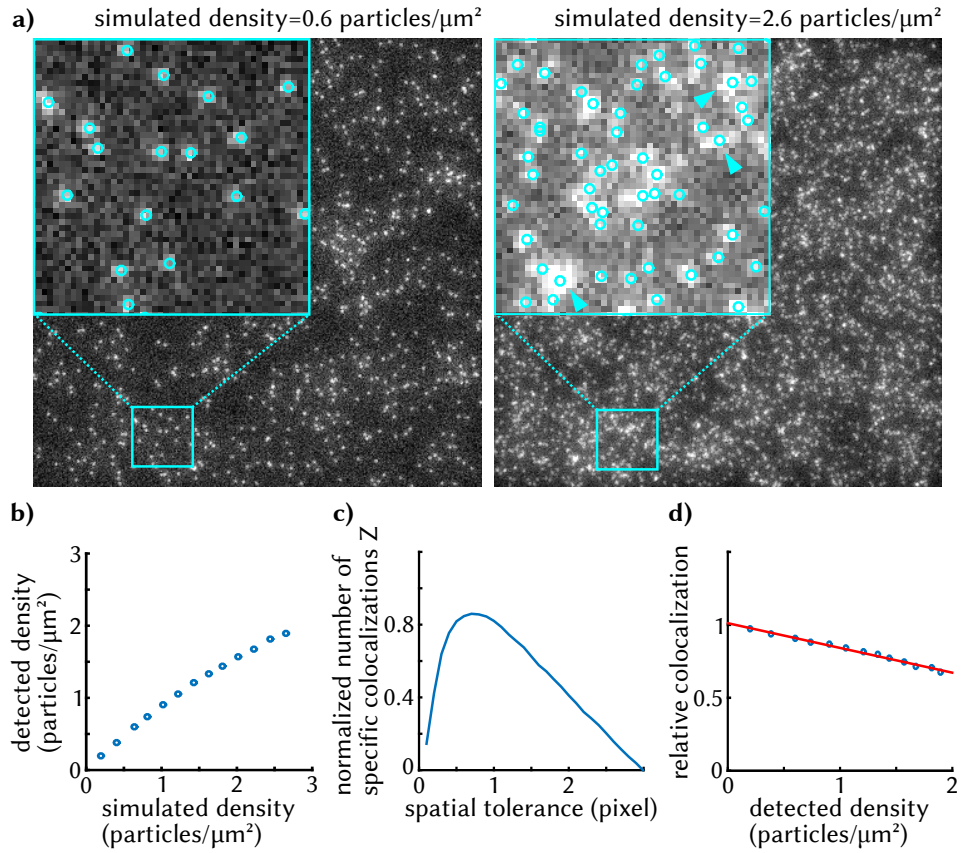 a)
simulated density=0.6 particles/µm²
simulated density=2.6 particles/µm²
b)
detected density
(particles/µm²)
3
2
1
0
0
1
2
3
simulated density
(particles/µm²)
c)
normalized number of
specific colocalizations Z
0.8
0.4
0
0
2
spatial tolerance (pixel)
d)
relative colocalization
1
0.5
0
1
2
detected density
(particles/µm²)